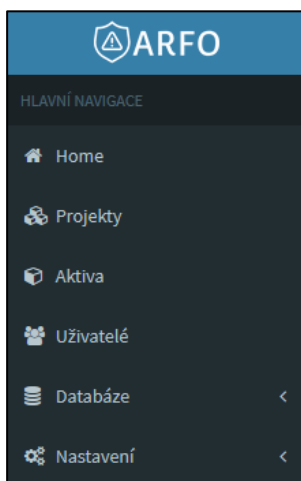 ARFO
HLAVNÍ NAVIGACE
Home
Projekty
Aktiva
Uživatelé
Databáze
Nastavení